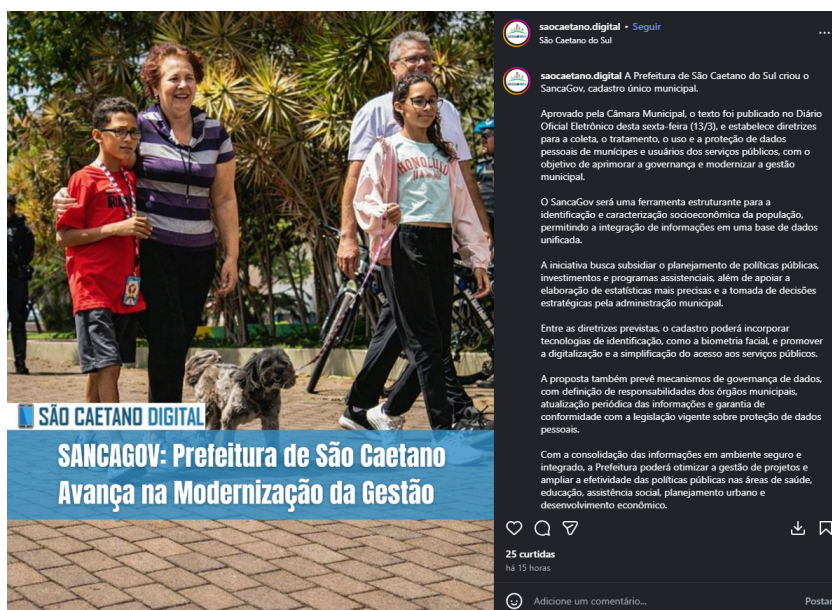 HONOLULU
SÃO CAETANO DIGITAL
SANCAGOV: Prefeitura de São Caetano
Avança na Modernização da Gestão
saocaetano.digital • Seguir
São Caetano do Sul
saocaetano.digital A Prefeitura de São Caetano do Sul criou o
SancaGov, cadastro único municipal.
Aprovado pela Câmara Municipal, o texto foi publicado no Diário
Oficial Eletrônico desta sexta-feira (13/3), e estabelece diretrizes
para a coleta, o tratamento, o uso e a proteção de dados
pessoais de munícipes e usuários dos serviços públicos, com o
objetivo de aprimorar a governança e modernizar a gestão
municipal.
O SancaGov será uma ferramenta estruturante para a
identificação e caracterização socioeconômica da população,
permitindo a integração de informações em uma base de dados
unificada.
A iniciativa busca subsidiar o planejamento de políticas públicas,
investimentos e programas assistenciais, além de apoiar a
elaboração de estatísticas mais precisas e a tomada de decisões
estratégicas pela administração municipal.
Entre as diretrizes previstas, o cadastro poderá incorporar
tecnologias de identificação, como a biometria facial, e promover
a digitalização e a simplificação do acesso aos serviços públicos.
A proposta também prevê mecanismos de governança de dados,
com definição de responsabilidades dos órgãos municipais,
atualização periódica das informações e garantia de
conformidade com a legislação vigente sobre proteção de dados
pessoais.
Com a consolidação das informações em ambiente seguro e
integrado, a Prefeitura poderá otimizar a gestão de projetos e
ampliar a efetividade das políticas públicas nas áreas de saúde,
educação, assistência social, planejamento urbano e
desenvolvimento econômico.
25 curtidas
há 15 horas
Adicione um comentário...
Postar